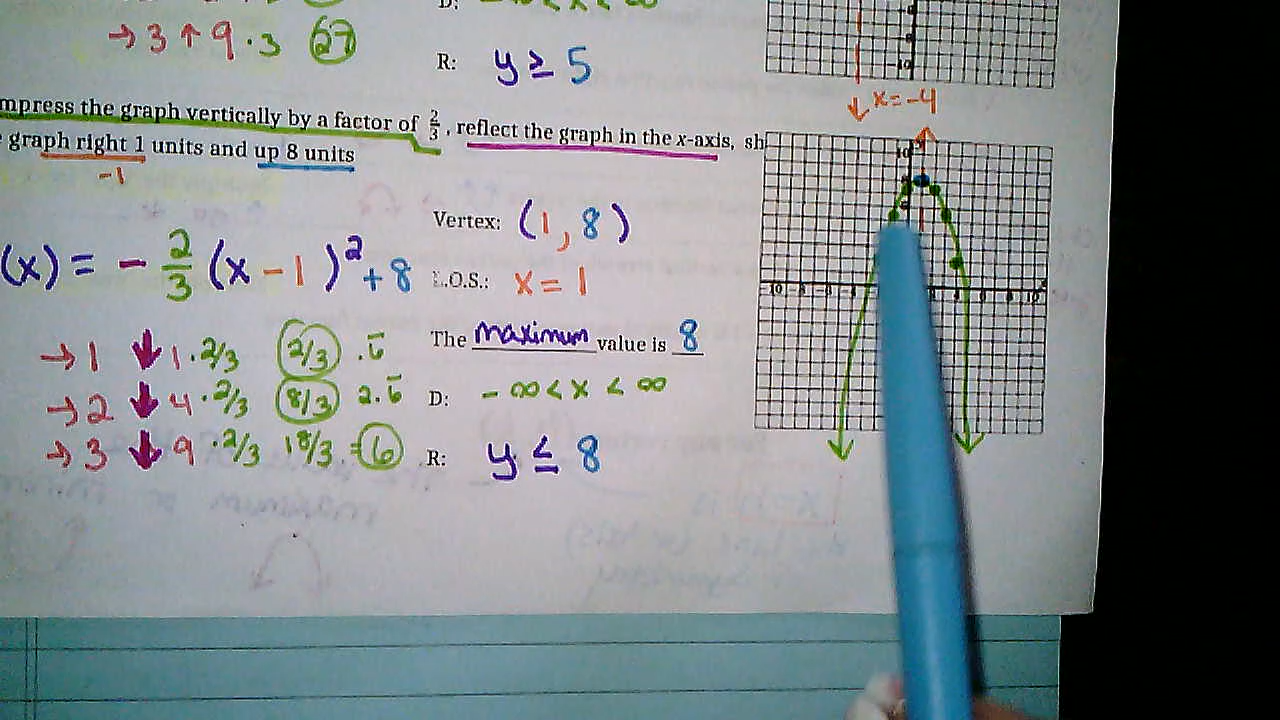 → 3 ↑ 9 · 3 27
R: y ≥ 5
x = -4
mpress the graph vertically by a factor of 2/3, reflect the graph in the x-axis, sh
graph right 1 units and up 8 units
-1
Vertex: (1, 8)
(x) = - 2/3 (x - 1)² + 8
L.O.S.: x = 1
The maximum value is 8
→ 1 ↓ 1 · 2/3 2/3 .6̅
→ 2 ↓ 4 · 2/3 8/3 2.6̅
D: -∞ < x < ∞
→ 3 ↓ 9 · 2/3 18/3 = 6
R: y ≤ 8